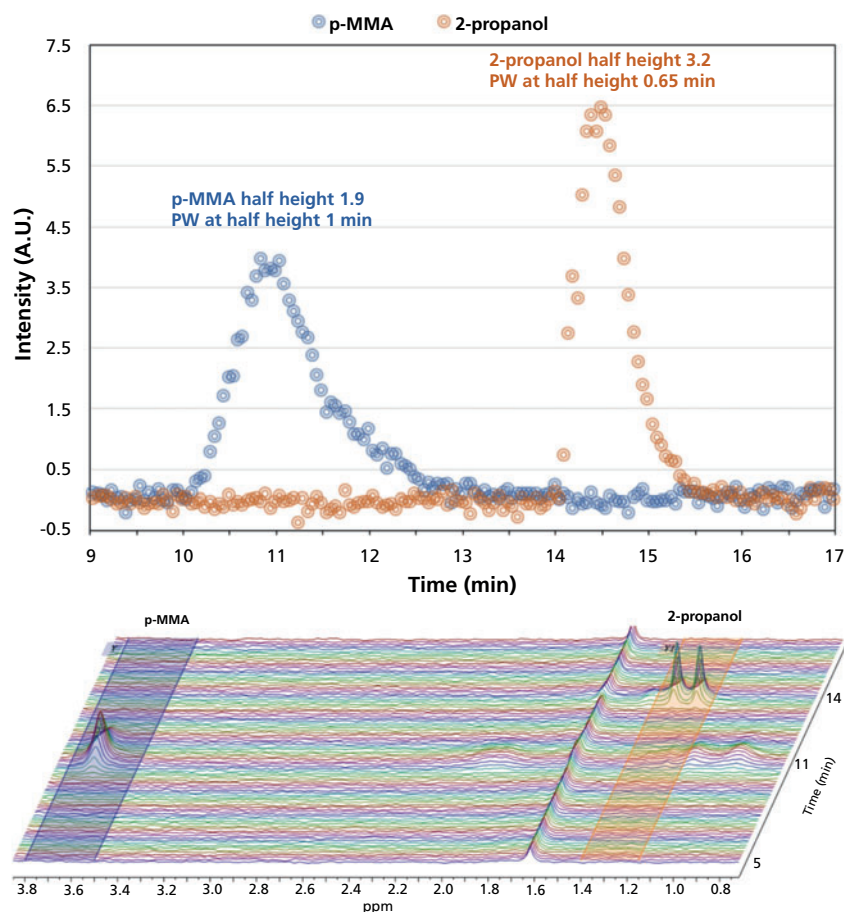 p-MMA 2-propanol
7.5
2-propanol half height 3.2
PW at half height 0.65 min
6.5
5.5
p-MMA half height 1.9
PW at half height 1 min
4.5
Intensity (A.U.)
3.5
2.5
1.5
0.5
-0.5
9 10 11 12 13 14 15 16 17
Time (min)
p-MMA 2-propanol
14
11
Time (min)
5
3.8 3.6 3.4 3.2 3.0 2.8 2.6 2.4 2.2 2.0 1.8 1.6 1.4 1.2 1.0 0.8
ppm